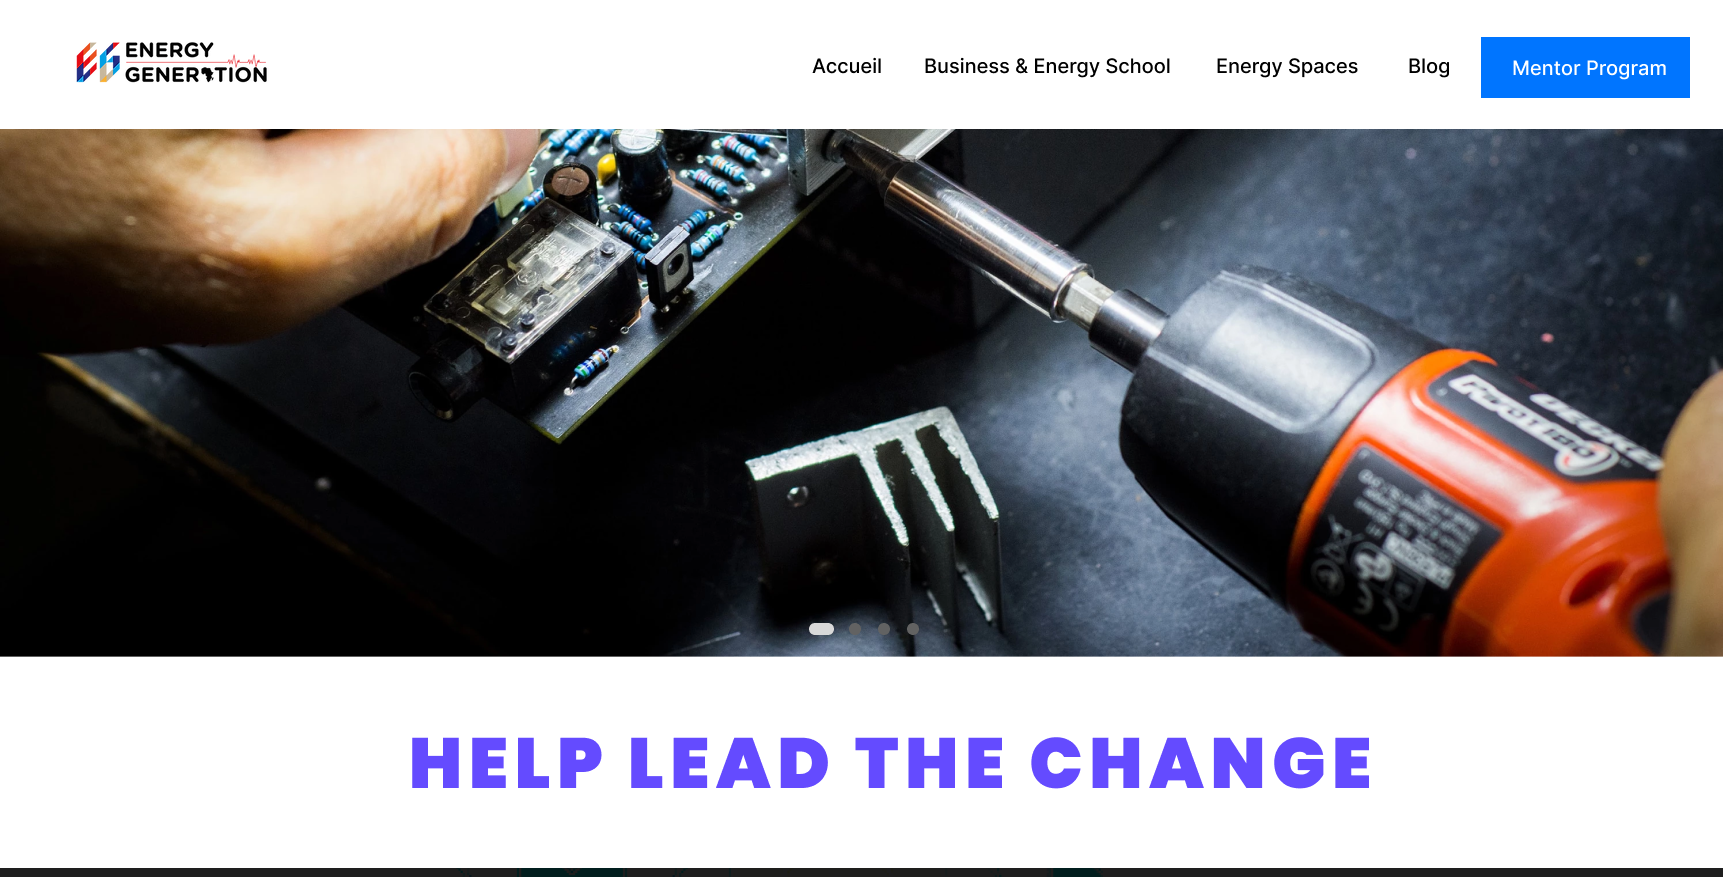 ENERGY
GENERATION
Accueil
Business & Energy School
Energy Spaces
Blog
Mentor Program
HELP LEAD THE CHANGE